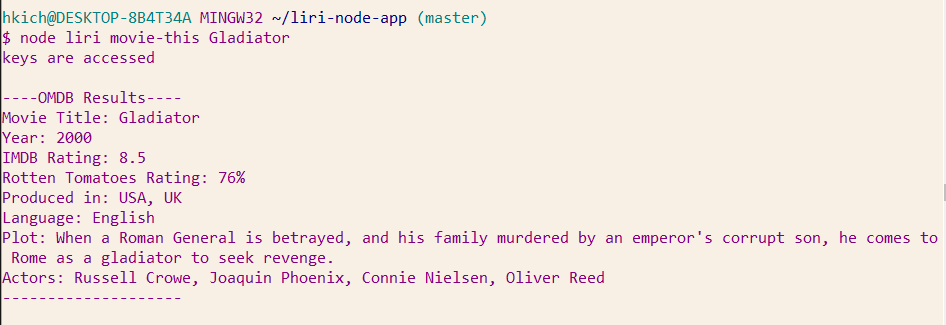 hkich@DESKTOP-8B4T34A MINGW32 ~/liri-node-app (master)
$ node liri movie-this Gladiator
keys are accessed
----OMDB Results----
Movie Title: Gladiator
Year: 2000
IMDB Rating: 8.5
Rotten Tomatoes Rating: 76%
Produced in: USA, UK
Language: English
Plot: When a Roman General is betrayed, and his family murdered by an emperor's corrupt son, he comes to
Rome as a gladiator to seek revenge.
Actors: Russell Crowe, Joaquin Phoenix, Connie Nielsen, Oliver Reed
--------------------